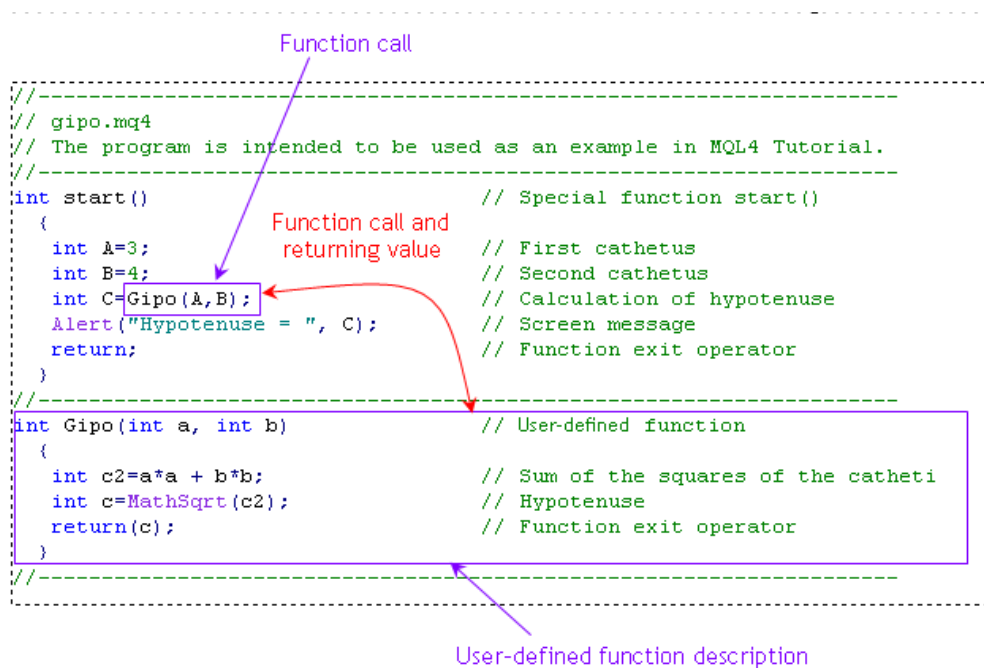 Function call
//--------------------------------------------------------------------
// gipo.mq4
// The program is intended to be used as an example in MQL4 Tutorial.
//--------------------------------------------------------------------
int start() // Special function start()
{
Function call and
returning value
int A=3; // First cathetus
int B=4; // Second cathetus
int C=Gipo(A,B); // Calculation of hypotenuse
Alert("Hypotenuse = ", C); // Screen message
return; // Function exit operator
}
//--------------------------------------------------------------------
int Gipo(int a, int b) // User-defined function
{
int c2=a*a + b*b; // Sum of the squares of the catheti
int c=MathSqrt(c2); // Hypotenuse
return(c); // Function exit operator
}
//--------------------------------------------------------------------
User-defined function description